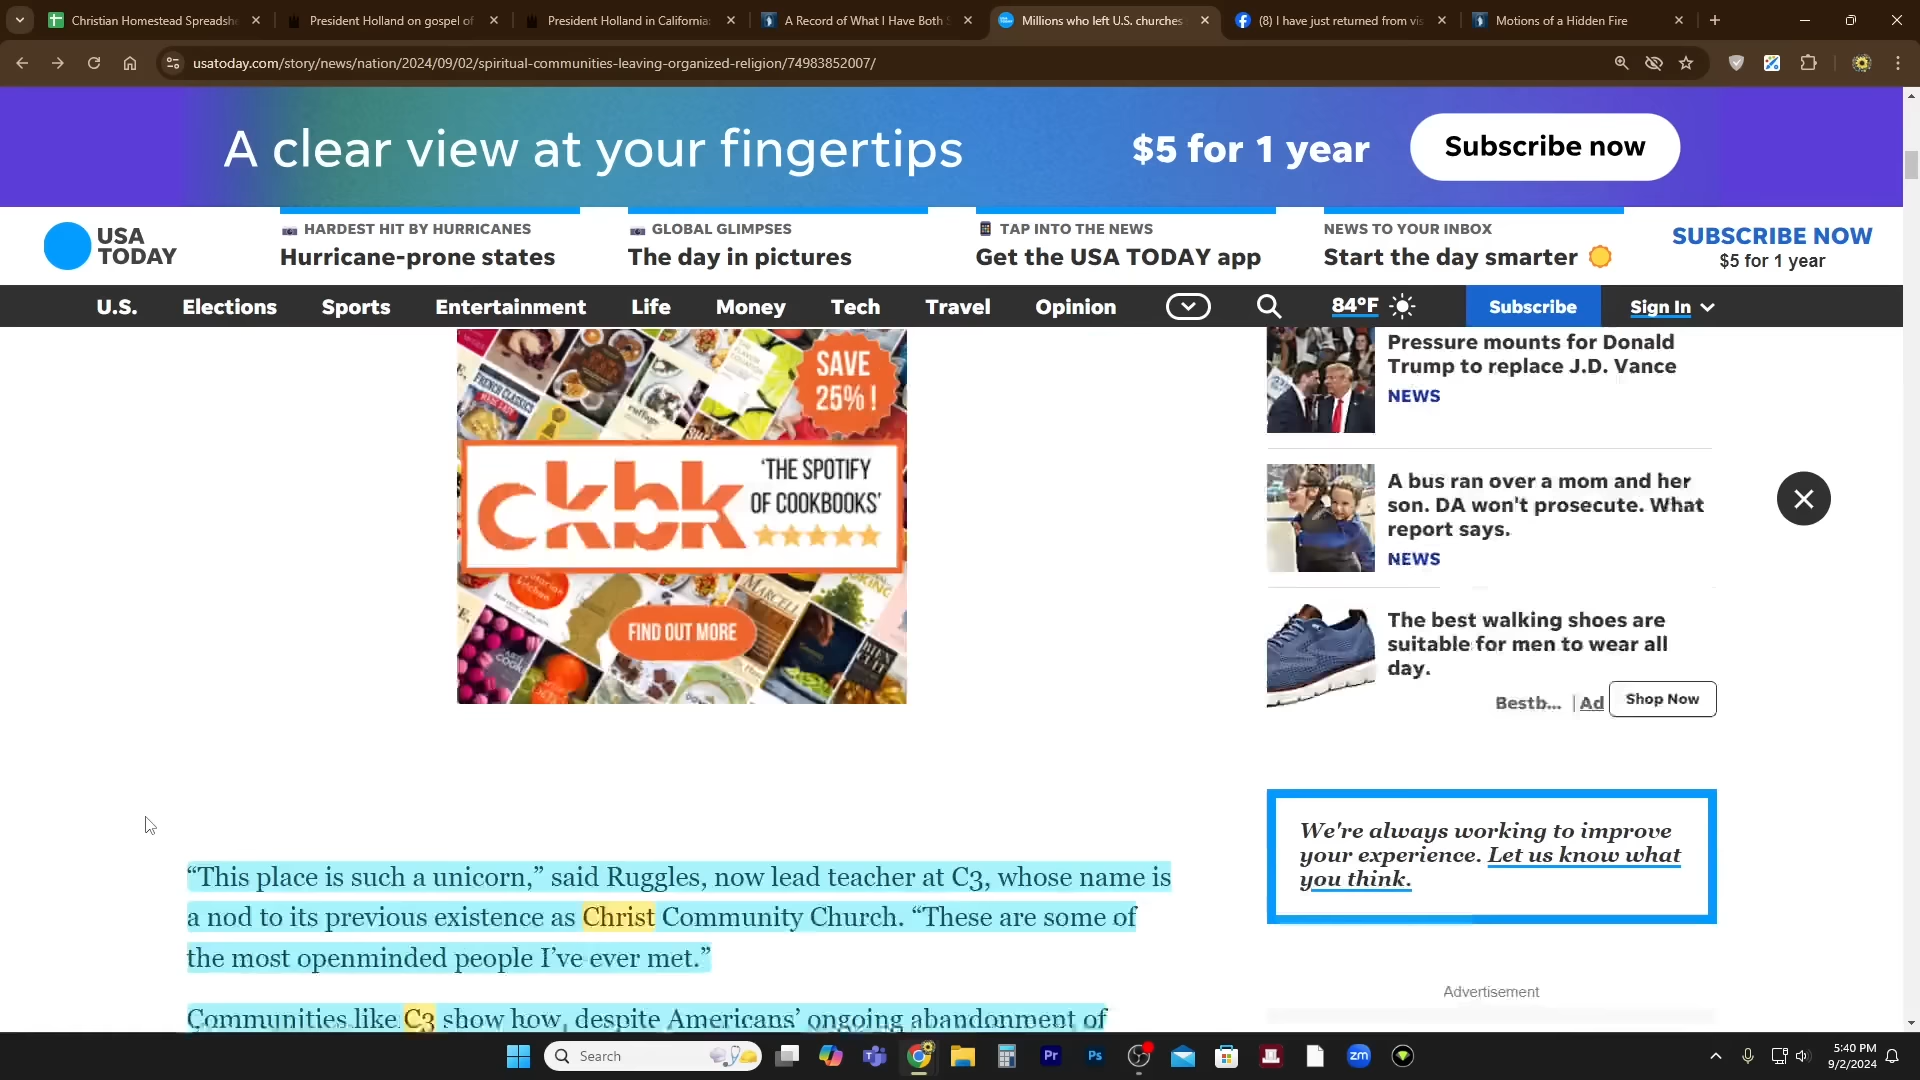 Christian Homestead Spreadshe
President Holland on gospel of
President Holland in California:
A Record of What I Have Both S
Millions who left U.S. churches
(8) I have just returned from vis
Motions of a Hidden Fire
usatoday.com/story/news/nation/2024/09/02/spiritual-communities-leaving-organized-religion/74983852007/
A clear view at your fingertips
$5 for 1 year
Subscribe now
USA TODAY
HARDEST HIT BY HURRICANES
Hurricane-prone states
GLOBAL GLIMPSES
The day in pictures
TAP INTO THE NEWS
Get the USA TODAY app
NEWS TO YOUR INBOX
Start the day smarter
SUBSCRIBE NOW
$5 for 1 year
U.S. Elections Sports Entertainment Life Money Tech Travel Opinion
84°F
Subscribe
Sign In
SAVE
25% !
ckbk
'THE SPOTIFY
OF COOKBOOKS'
FIND OUT MORE
Pressure mounts for Donald
Trump to replace J.D. Vance
NEWS
A bus ran over a mom and her
son. DA won't prosecute. What
report says.
NEWS
The best walking shoes are
suitable for men to wear all
day.
Bestb... | Ad
Shop Now
We're always working to improve
your experience. Let us know what
you think.
Advertisement
“This place is such a unicorn,” said Ruggles, now lead teacher at C3, whose name is
a nod to its previous existence as Christ Community Church. “These are some of
the most openminded people I’ve ever met.”
Communities like C3 show how, despite Americans’ ongoing abandonment of
Search
Pr
Ps
zm
5:40 PM
9/2/2024